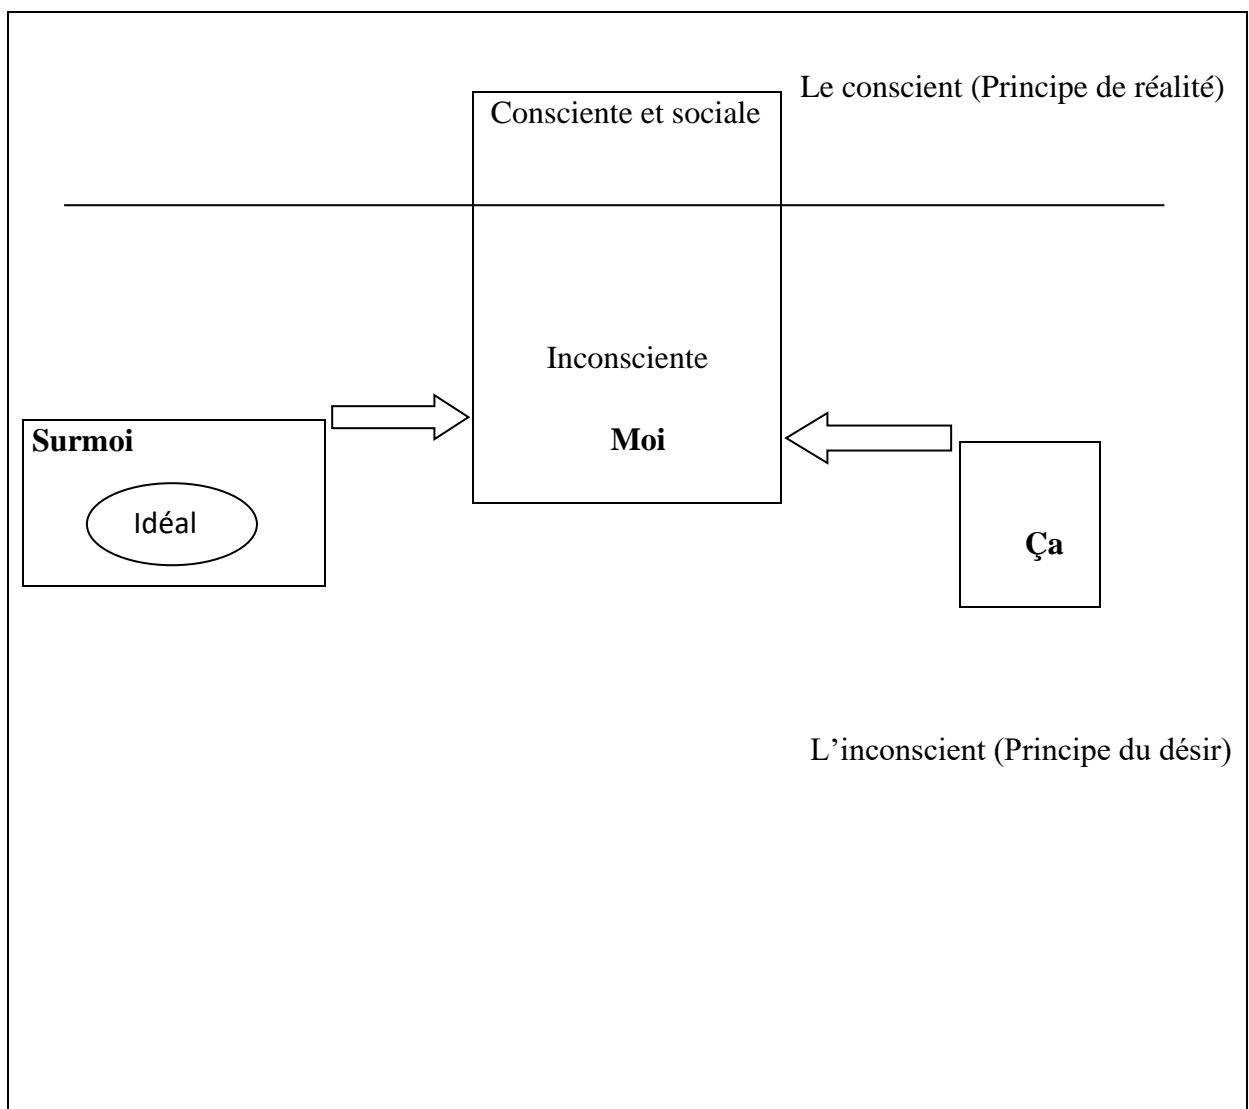 Le conscient (Principe de réalité)
Consciente et sociale
Inconsciente
Surmoi
Moi
Idéal
Ça
L’inconscient (Principe du désir)